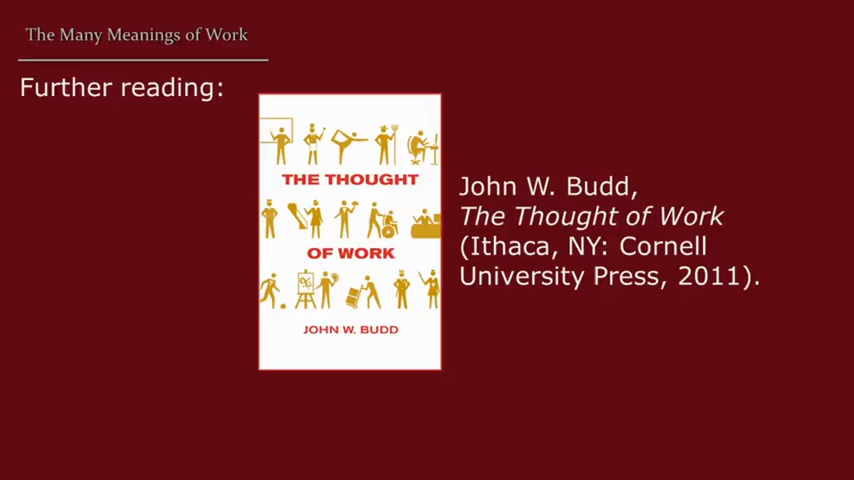 The Many Meanings of Work
Further reading:
THE THOUGHT
OF WORK
JOHN W. BUDD
John W. Budd,
The Thought of Work
(Ithaca, NY: Cornell
University Press, 2011).